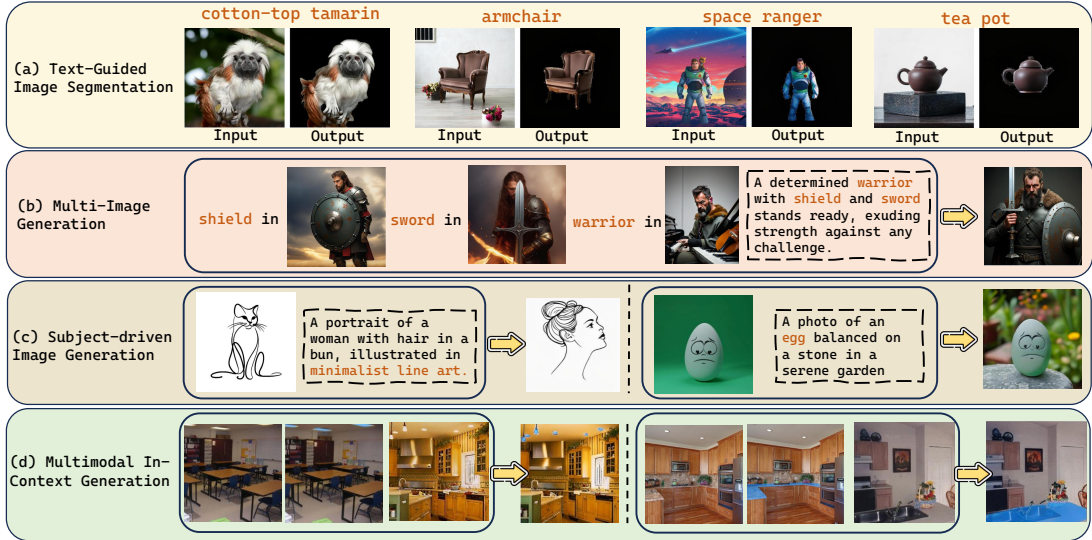 cotton-top tamarin
armchair
space ranger
tea pot
(a) Text-Guided
Image Segmentation
Input
Output
Input
Output
Input
Output
Input
Output
(b) Multi-Image
Generation
shield in
sword in
warrior in
A determined warrior
with shield and sword
stands ready, exuding
strength against any
challenge.
(c) Subject-driven
Image Generation
A portrait of a
woman with hair in a
bun, illustrated in
minimalist line art.
A photo of an
egg balanced on
a stone in a
serene garden
(d) Multimodal In-
Context Generation